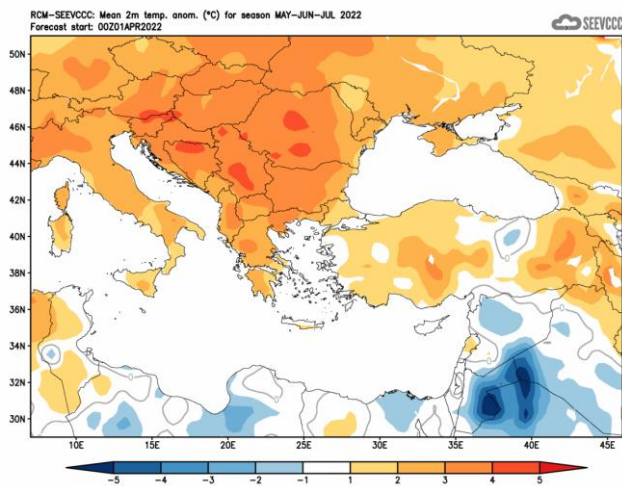 RCM-SEEVCCC: Mean 2m temp. anom. (°C) for season MAY-JUN-JUL 2022
Forecast start: 00Z01APR2022
SEEVCCC
50N
48N
46N
44N
42N
40N
38N
36N
34N
32N
30N
10E 15E 20E 25E 30E 35E 40E 45E
-5 -4 -3 -2 -1 1 2 3 4 5